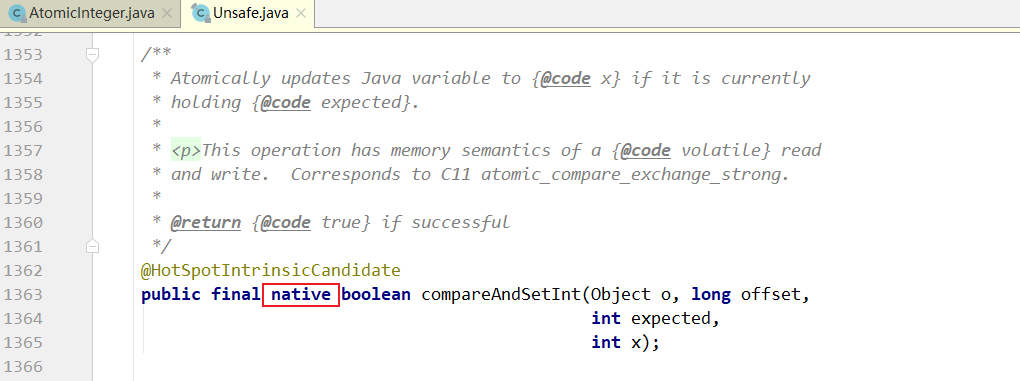 AtomicInteger.java × Unsafe.java ×
1353 /**
1354 * Atomically updates Java variable to {@code x} if it is currently
1355 * holding {@code expected}.
1356 *
1357 * <p>This operation has memory semantics of a {@code volatile} read
1358 * and write.  Corresponds to C11 atomic_compare_exchange_strong.
1359 *
1360 * @return {@code true} if successful
1361 */
1362 @HotSpotIntrinsicCandidate
1363 public final native boolean compareAndSetInt(Object o, long offset,
1364 int expected,
1365 int x);
1366